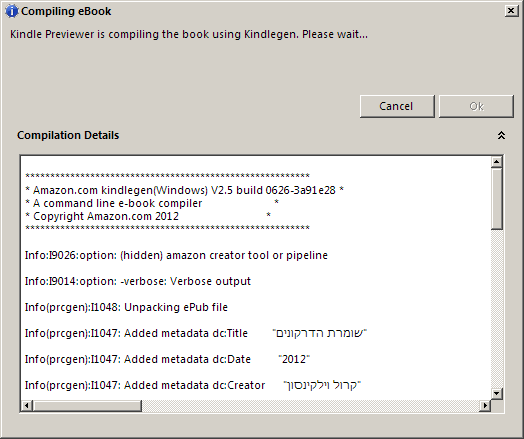 Compiling eBook
Kindle Previewer is compiling the book using Kindlegen. Please wait...
Cancel
Ok
Compilation Details
*********************************************************
* Amazon.com kindlegen(Windows) V2.5 build 0626-3a91e28 *
* A command line e-book compiler *
* Copyright Amazon.com 2012 *
*********************************************************
Info:I9026:option: (hidden) amazon creator tool or pipeline
Info:I9014:option: -verbose: Verbose output
Info(prcgen):I1048: Unpacking ePub file
Info(prcgen):I1047: Added metadata dc:Title "שומרת הדרקונים"
Info(prcgen):I1047: Added metadata dc:Date "2012"
Info(prcgen):I1047: Added metadata dc:Creator "קרול וילקינסון"